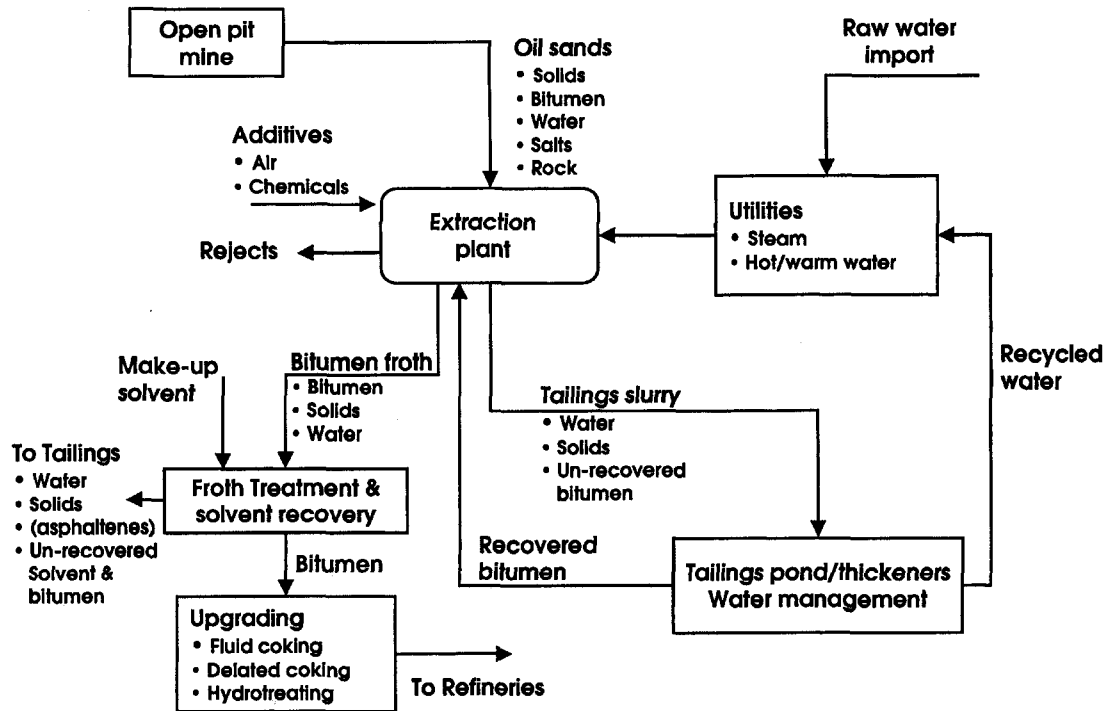 Open pit
mine
Oil sands
• Solids
• Bitumen
• Water
• Salts
• Rock
Raw water
import
Additives
• Air
• Chemicals
Extraction
plant
Utilities
• Steam
• Hot/warm water
Rejects
Recycled
water
Make-up
solvent
Bitumen froth
• Bitumen
• Solids
• Water
Tailings slurry
• Water
• Solids
• Un-recovered
bitumen
To Tailings
• Water
• Solids
• (asphaltenes)
• Un-recovered
Solvent &
bitumen
Froth Treatment &
solvent recovery
Bitumen
Recovered
bitumen
Tailings pond/thickeners
Water management
Upgrading
• Fluid coking
• Delated coking
• Hydrotreating
To Refineries